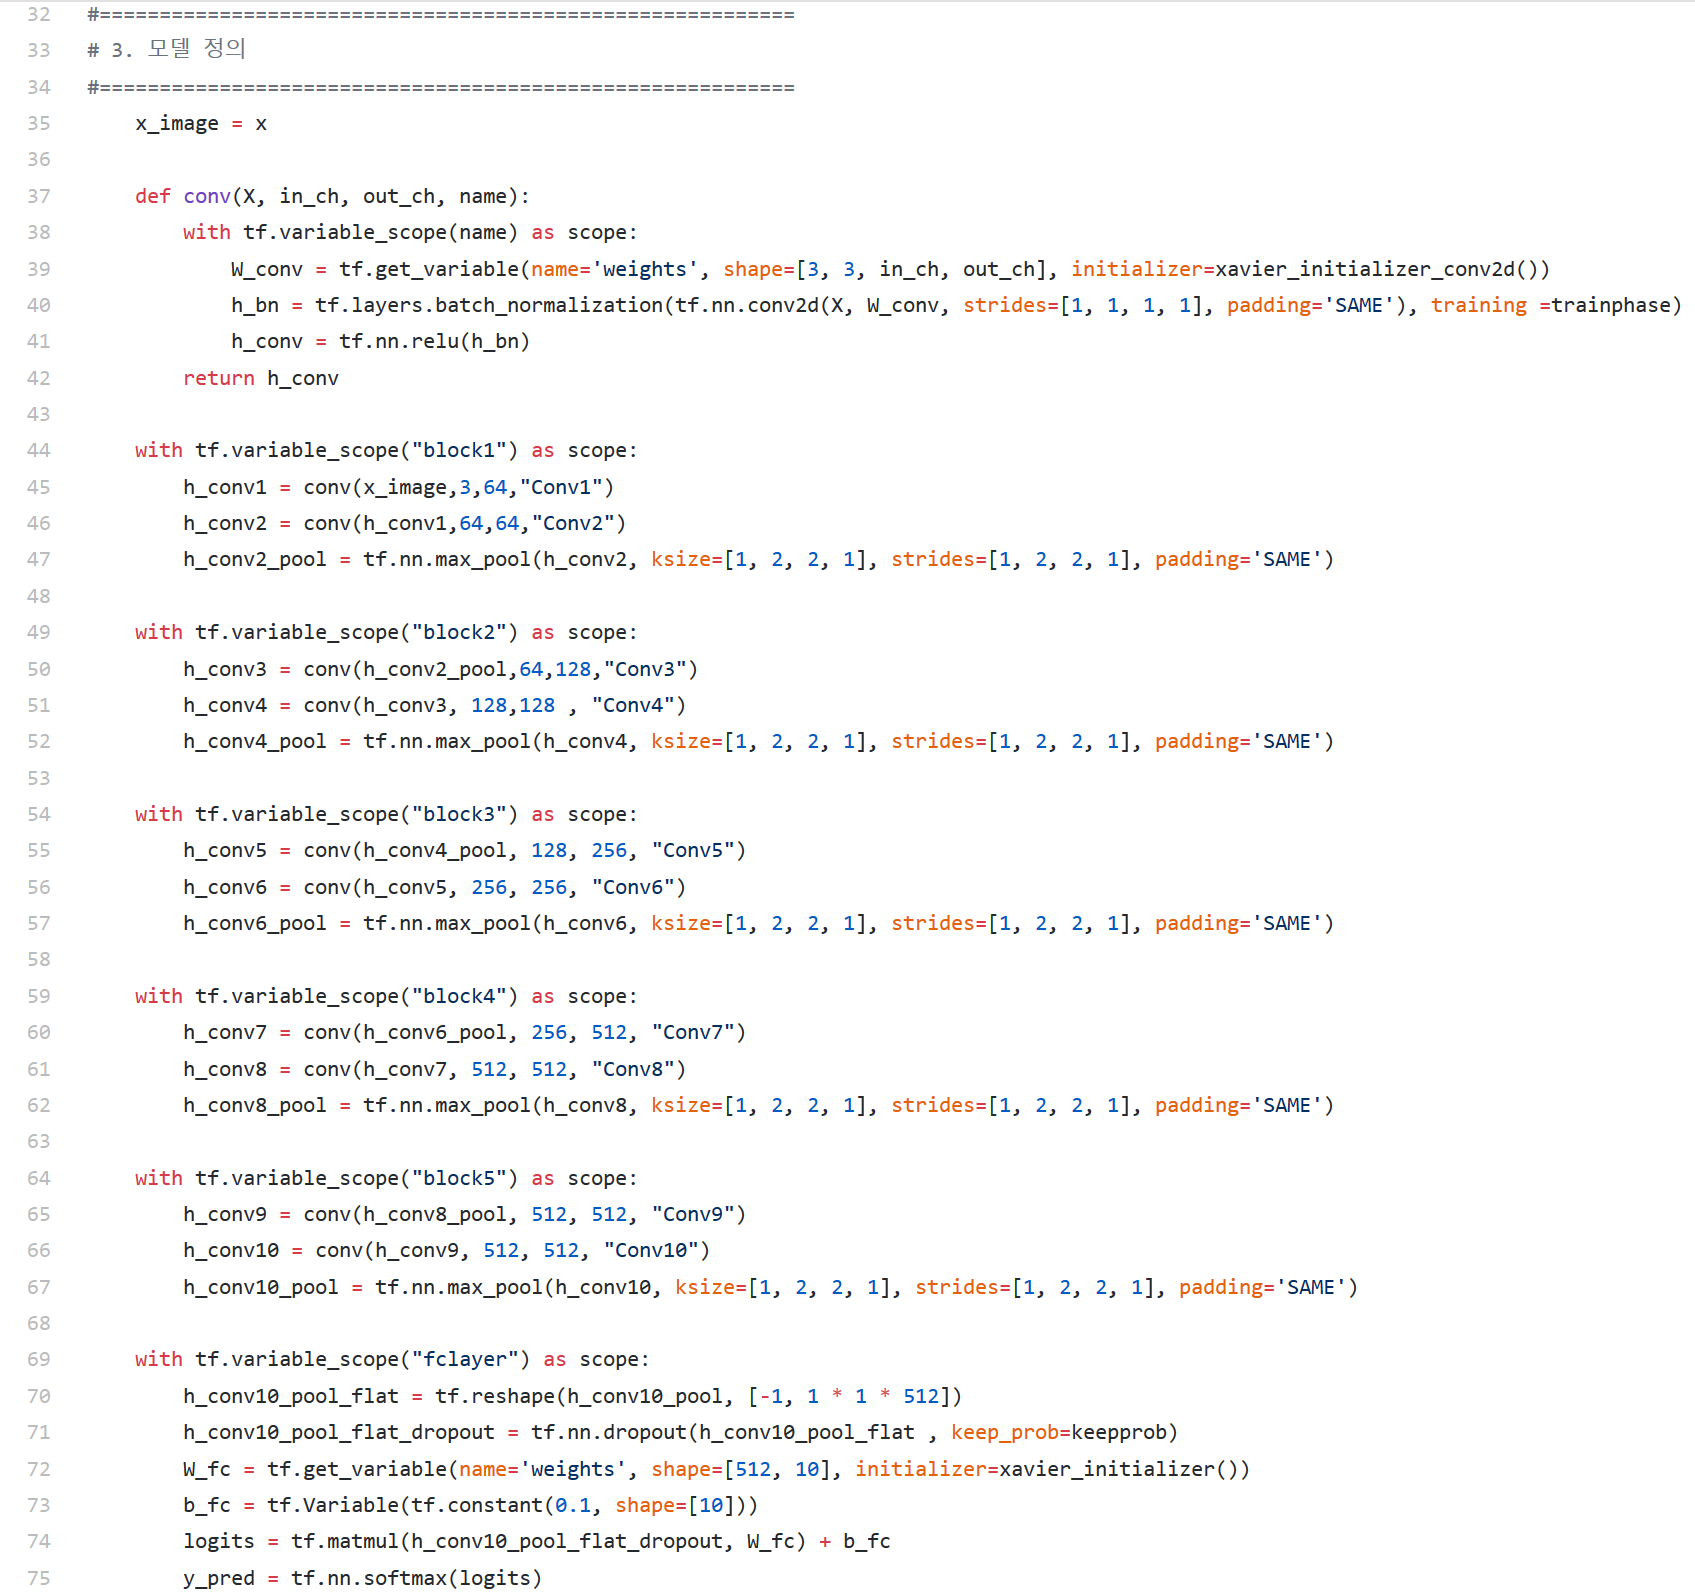 32 #==========================================================
33 # 3. 모델 정의
34 #==========================================================
35 x_image = x
36
37 def conv(X, in_ch, out_ch, name):
38 with tf.variable_scope(name) as scope:
39 W_conv = tf.get_variable(name='weights', shape=[3, 3, in_ch, out_ch], initializer=xavier_initializer_conv2d())
40 h_bn = tf.layers.batch_normalization(tf.nn.conv2d(X, W_conv, strides=[1, 1, 1, 1], padding='SAME'), training =trainphase)
41 h_conv = tf.nn.relu(h_bn)
42 return h_conv
43
44 with tf.variable_scope("block1") as scope:
45 h_conv1 = conv(x_image,3,64,"Conv1")
46 h_conv2 = conv(h_conv1,64,64,"Conv2")
47 h_conv2_pool = tf.nn.max_pool(h_conv2, ksize=[1, 2, 2, 1], strides=[1, 2, 2, 1], padding='SAME')
48
49 with tf.variable_scope("block2") as scope:
50 h_conv3 = conv(h_conv2_pool,64,128,"Conv3")
51 h_conv4 = conv(h_conv3, 128,128 , "Conv4")
52 h_conv4_pool = tf.nn.max_pool(h_conv4, ksize=[1, 2, 2, 1], strides=[1, 2, 2, 1], padding='SAME')
53
54 with tf.variable_scope("block3") as scope:
55 h_conv5 = conv(h_conv4_pool, 128, 256, "Conv5")
56 h_conv6 = conv(h_conv5, 256, 256, "Conv6")
57 h_conv6_pool = tf.nn.max_pool(h_conv6, ksize=[1, 2, 2, 1], strides=[1, 2, 2, 1], padding='SAME')
58
59 with tf.variable_scope("block4") as scope:
60 h_conv7 = conv(h_conv6_pool, 256, 512, "Conv7")
61 h_conv8 = conv(h_conv7, 512, 512, "Conv8")
62 h_conv8_pool = tf.nn.max_pool(h_conv8, ksize=[1, 2, 2, 1], strides=[1, 2, 2, 1], padding='SAME')
63
64 with tf.variable_scope("block5") as scope:
65 h_conv9 = conv(h_conv8_pool, 512, 512, "Conv9")
66 h_conv10 = conv(h_conv9, 512, 512, "Conv10")
67 h_conv10_pool = tf.nn.max_pool(h_conv10, ksize=[1, 2, 2, 1], strides=[1, 2, 2, 1], padding='SAME')
68
69 with tf.variable_scope("fclayer") as scope:
70 h_conv10_pool_flat = tf.reshape(h_conv10_pool, [-1, 1 * 1 * 512])
71 h_conv10_pool_flat_dropout = tf.nn.dropout(h_conv10_pool_flat , keep_prob=keepprob)
72 W_fc = tf.get_variable(name='weights', shape=[512, 10], initializer=xavier_initializer())
73 b_fc = tf.Variable(tf.constant(0.1, shape=[10]))
74 logits = tf.matmul(h_conv10_pool_flat_dropout, W_fc) + b_fc
75 y_pred = tf.nn.softmax(logits)